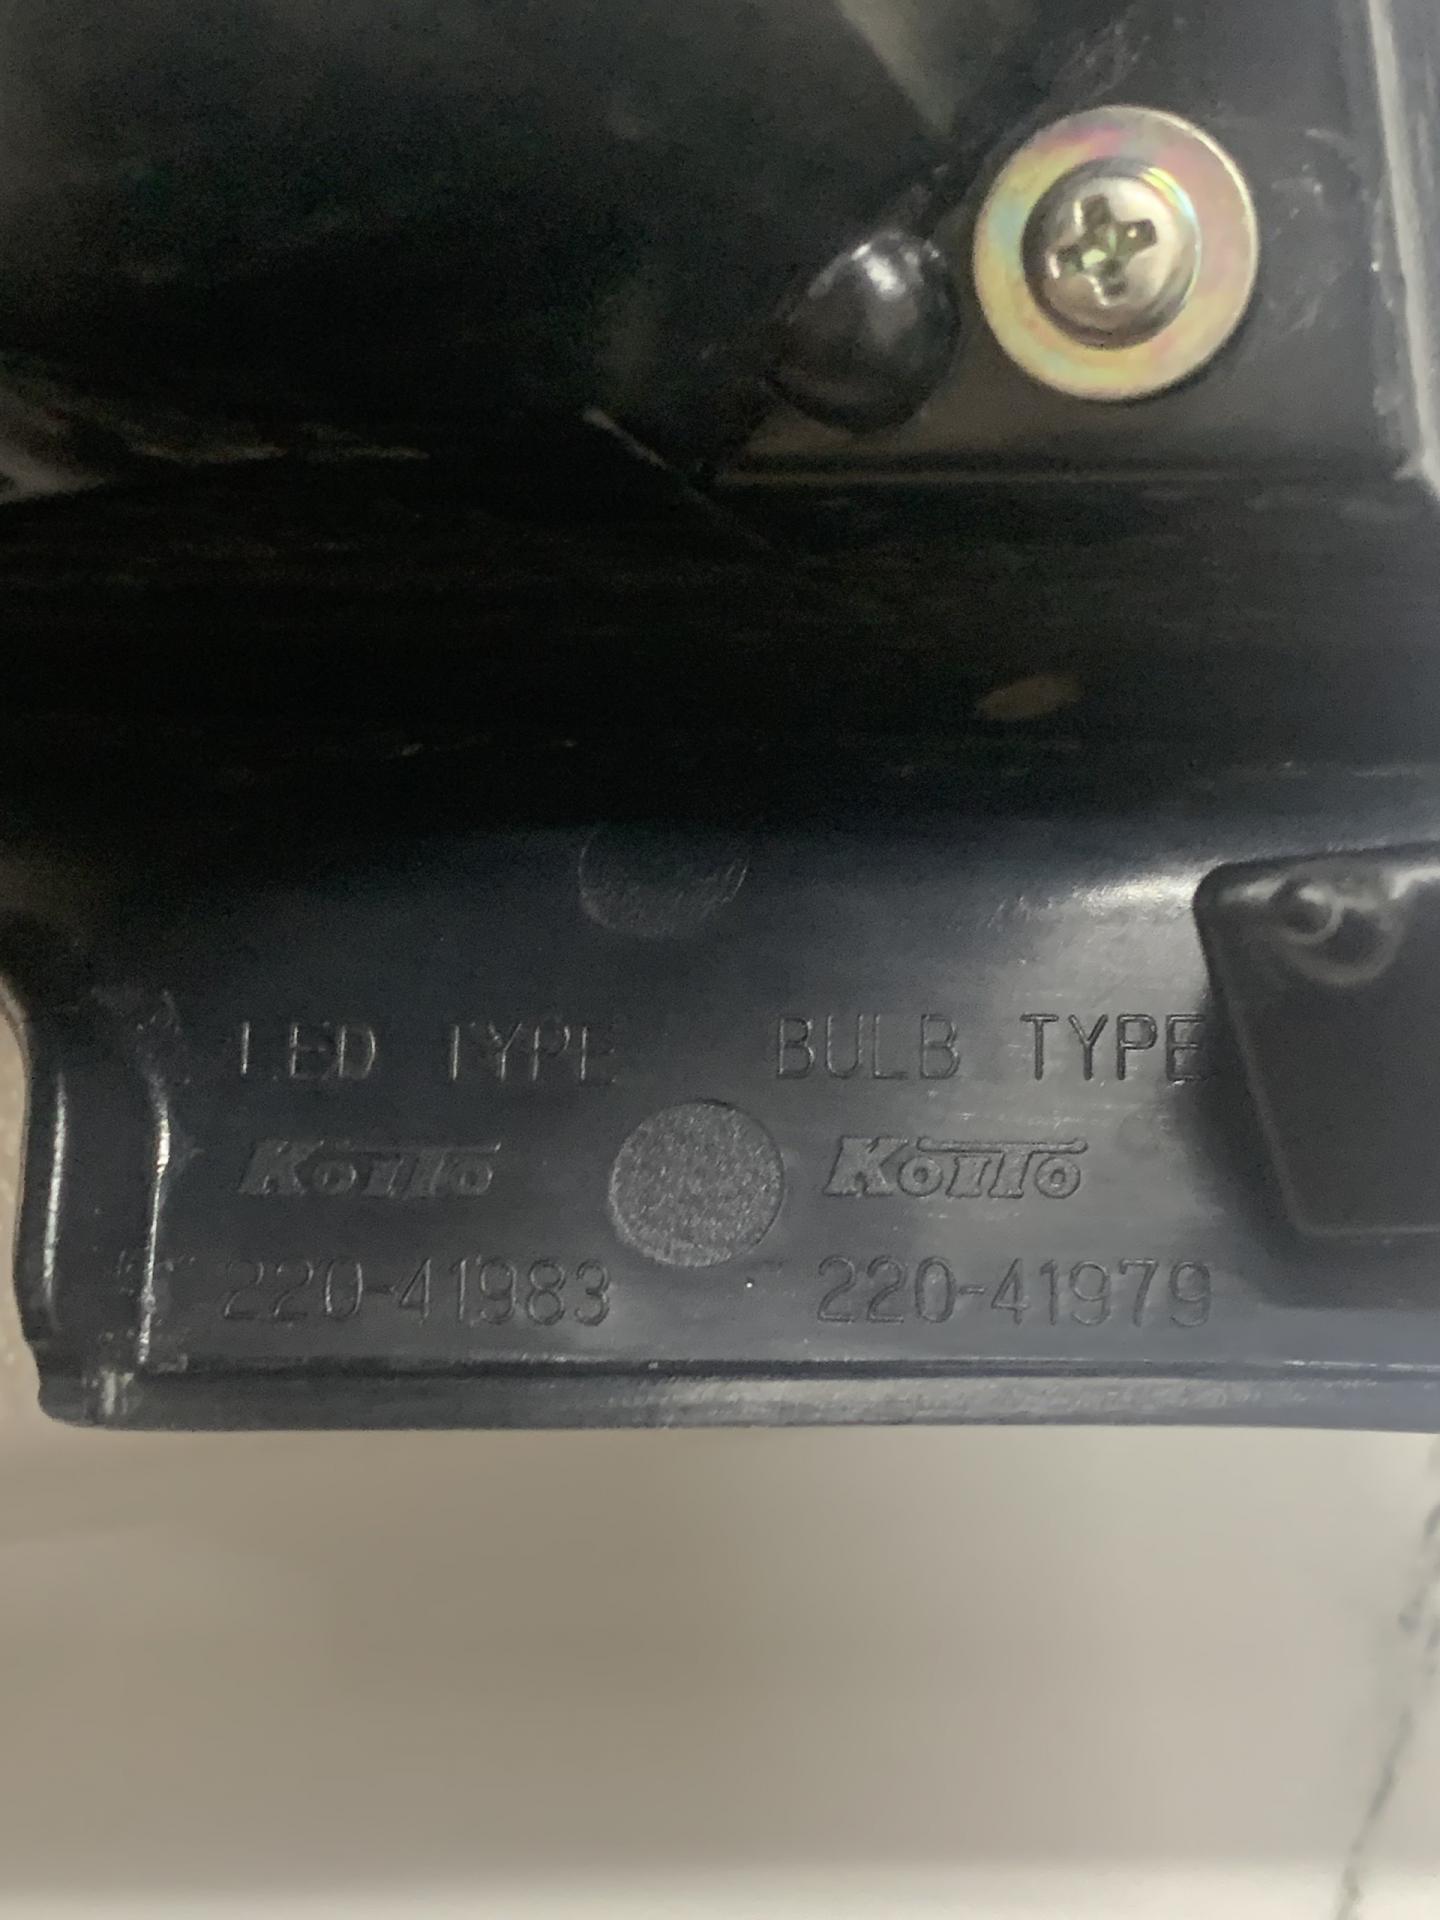 LED TYPE BULB TYPE
KOITO KOITO
220-41983 220-41979